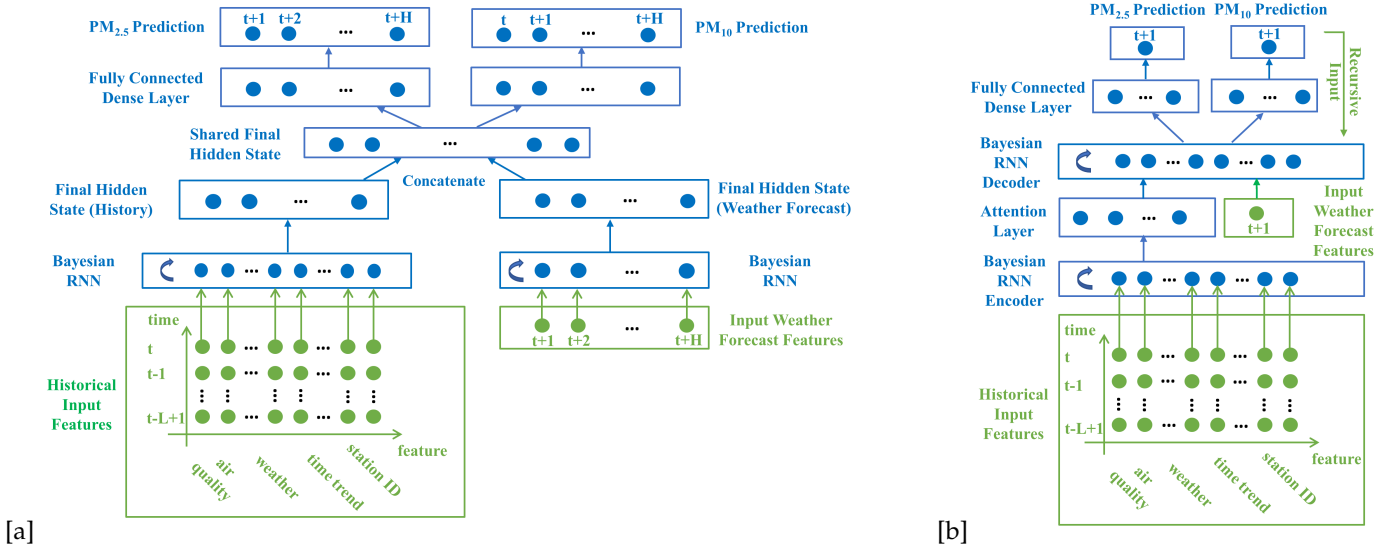 t+1 t+2 ... t+H
PM2.5 Prediction
t t+1 ... t+H
PM10 Prediction
Fully Connected
Dense Layer
...
...
Shared Final
Hidden State
...
Concatenate
Final Hidden
State (History)
...
...
Final Hidden State
(Weather Forecast)
Bayesian
RNN
... ...
...
Bayesian
RNN
...
t+1 t+2 t+H
Input Weather
Forecast Features
Historical
Input
Features
time
t ... ...
t-1 ... ...
t-L+1 ... ...
feature
air
quality
weather
time trend
station ID
[a]
PM2.5 Prediction
PM10 Prediction
t+1
t+1
Recursive
Input
Fully Connected
Dense Layer
...
...
Bayesian
RNN
Decoder
... ...
Attention
Layer
...
t+1
Input
Weather
Forecast
Features
Bayesian
RNN
Encoder
... ...
Historical
Input
Features
time
t ... ...
t-1 ... ...
t-L+1 ... ...
feature
air
quality
weather
time trend
station ID
[b]